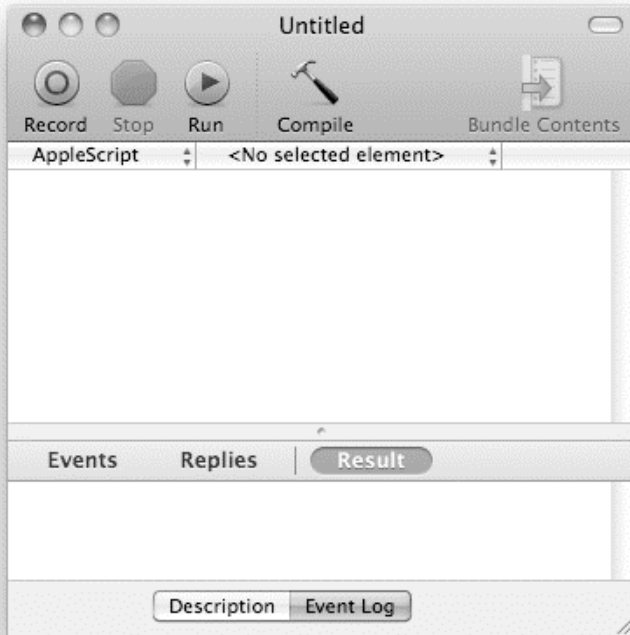 Untitled
Record Stop Run Compile Bundle Contents
AppleScript <No selected element>
Events Replies Result
Description Event Log